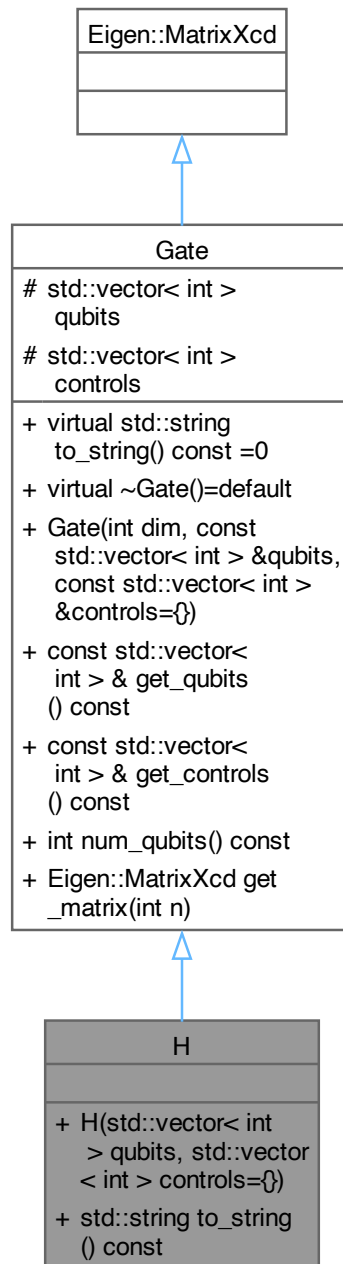 Eigen::MatrixXcd
Gate
# std::vector< int >
qubits
# std::vector< int >
controls
+ virtual std::string
to_string() const =0
+ virtual ~Gate()=default
+ Gate(int dim, const
std::vector< int > &qubits,
const std::vector< int >
&controls={})
+ const std::vector<
int > & get_qubits
() const
+ const std::vector<
int > & get_controls
() const
+ int num_qubits() const
+ Eigen::MatrixXcd get
_matrix(int n)
H
+ H(std::vector< int
> qubits, std::vector
< int > controls={})
+ std::string to_string
() const